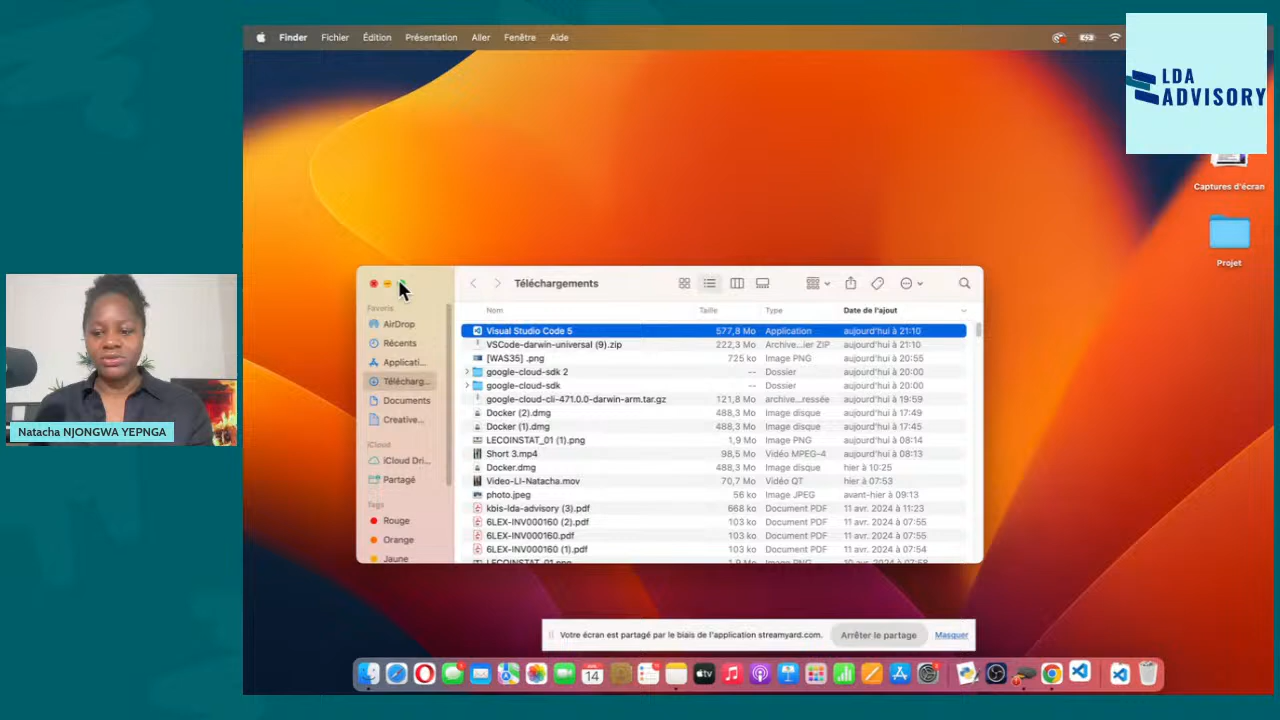 Finder Fichier Édition Présentation Aller Fenêtre Aide
LDA
ADVISORY
Captures d'écran
Projet
Téléchargements
Favoris
AirDrop
Récents
Applicati...
Télécharg...
Documents
Creative...
iCloud
iCloud Dri...
Partagé
Tags
Rouge
Orange
Jaune
Nom Taille Type Date de l'ajout
Visual Studio Code 5 577,8 Mo Application aujourd'hui à 21:10
VSCode-darwin-universal (9).zip 222,3 Mo Archive...ier ZIP aujourd'hui à 21:10
[WAS35] .png 725 ko Image PNG aujourd'hui à 20:55
google-cloud-sdk 2 -- Dossier aujourd'hui à 20:00
google-cloud-sdk -- Dossier aujourd'hui à 20:00
google-cloud-cli-471.0.0-darwin-arm.tar.gz 121,8 Mo archive...ressée aujourd'hui à 19:59
Docker (2).dmg 488,3 Mo Image disque aujourd'hui à 17:49
Docker (1).dmg 488,3 Mo Image disque aujourd'hui à 17:45
LECOINSTAT_01 (1).png 1,9 Mo Image PNG aujourd'hui à 08:14
Short 3.mp4 98,5 Mo Vidéo MPEG-4 aujourd'hui à 08:13
Docker.dmg 488,3 Mo Image disque hier à 10:25
Video-LI-Natacha.mov 70,7 Mo Vidéo QT hier à 07:53
photo.jpeg 56 ko Image JPEG avant-hier à 09:13
kbis-lda-advisory (3).pdf 668 ko Document PDF 11 avr. 2024 à 11:23
6LEX-INV000160 (2).pdf 103 ko Document PDF 11 avr. 2024 à 07:55
6LEX-INV000160.pdf 103 ko Document PDF 11 avr. 2024 à 07:55
6LEX-INV000160 (1).pdf 103 ko Document PDF 11 avr. 2024 à 07:54
Natacha NJONGWA YEPNGA
Votre écran est partagé par le biais de l'application streamyard.com. Arrêter le partage Masquer
14
tv